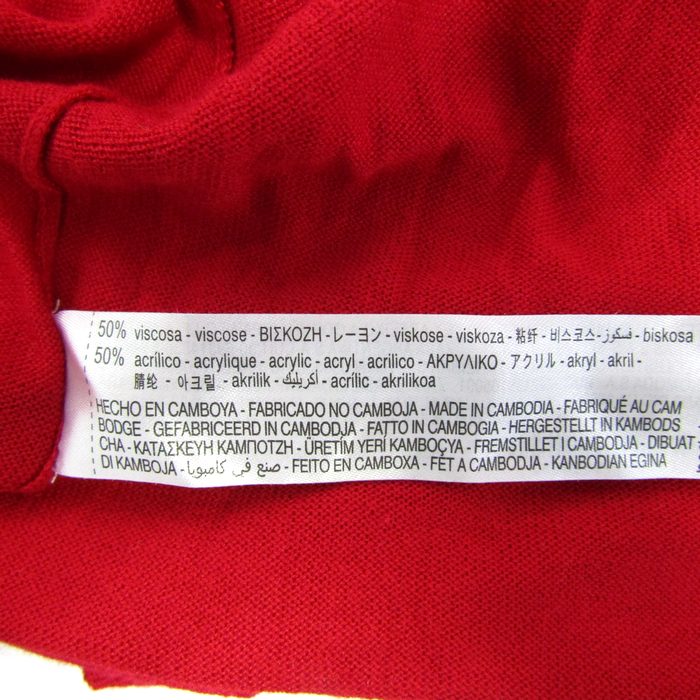 50% viscosa - viscose - ΒΙΣΚΟΖΗ - レーヨン - viskose - viskoza - 粘纤 - 비스코스 - فسكوز - biskosa
50% acrílico - acrylique - acrylic - acryl - acrilico - ΑΚΡΥΛΙΚΟ - アクリル - akryl - akril -
腈纶 - 아크릴 - akrilik - أكريليك - acrílic - akrilikoa
HECHO EN CAMBOYA - FABRICADO NO CAMBOJA - MADE IN CAMBODIA - FABRIQUÉ AU CAM
BODGE - GEFABRICEERD IN CAMBODJA - FATTO IN CAMBOGIA - HERGESTELLT IN KAMBODS
CHA - ΚΑΤΑΣΚΕΥΗ ΚΑΜΠΟΤΖΗ - ÜRETİM YERİ KAMBOÇYA - FREMSTILLET I CAMBODJA - DIBUAT
DI KAMBOJA - صنع في كامبوديا - FEITO EN CAMBOXA - FET A CAMBODJA - KANBODIAN EGINA